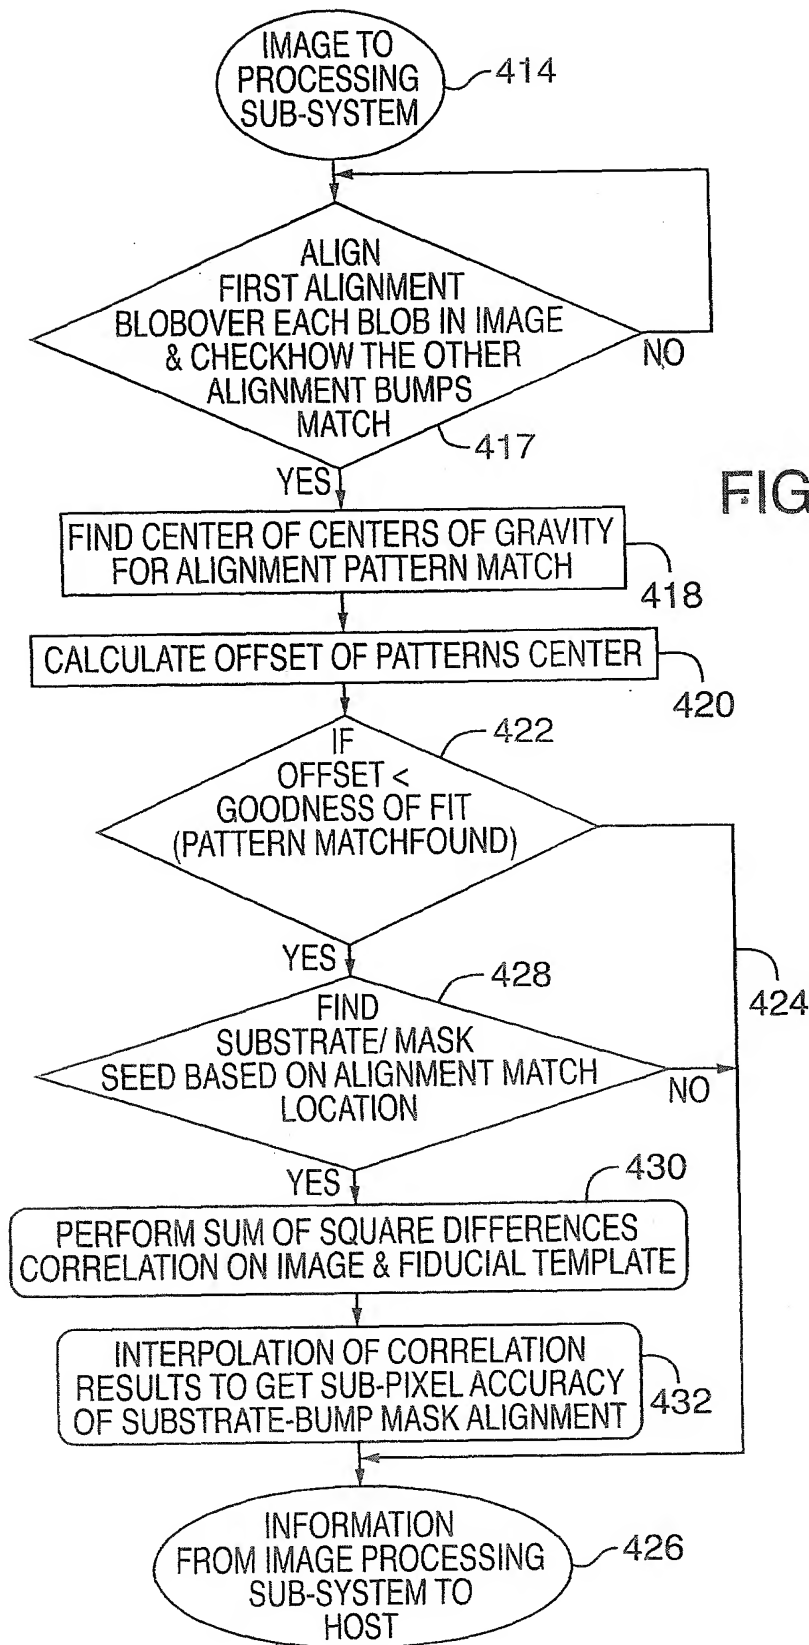 IMAGE TO
PROCESSING
SUB-SYSTEM
414
ALIGN
FIRST ALIGNMENT
BLOBOVER EACH BLOB IN IMAGE
& CHECKHOW THE OTHER
ALIGNMENT BUMPS
MATCH
NO
417
YES
FIG
FIND CENTER OF CENTERS OF GRAVITY
FOR ALIGNMENT PATTERN MATCH
418
CALCULATE OFFSET OF PATTERNS CENTER
420
IF
OFFSET <
GOODNESS OF FIT
(PATTERN MATCHFOUND)
422
YES
424
FIND
SUBSTRATE/ MASK
SEED BASED ON ALIGNMENT MATCH
LOCATION
428
NO
YES
430
PERFORM SUM OF SQUARE DIFFERENCES
CORRELATION ON IMAGE & FIDUCIAL TEMPLATE
INTERPOLATION OF CORRELATION
RESULTS TO GET SUB-PIXEL ACCURACY
OF SUBSTRATE-BUMP MASK ALIGNMENT
432
INFORMATION
FROM IMAGE PROCESSING
SUB-SYSTEM TO
HOST
426